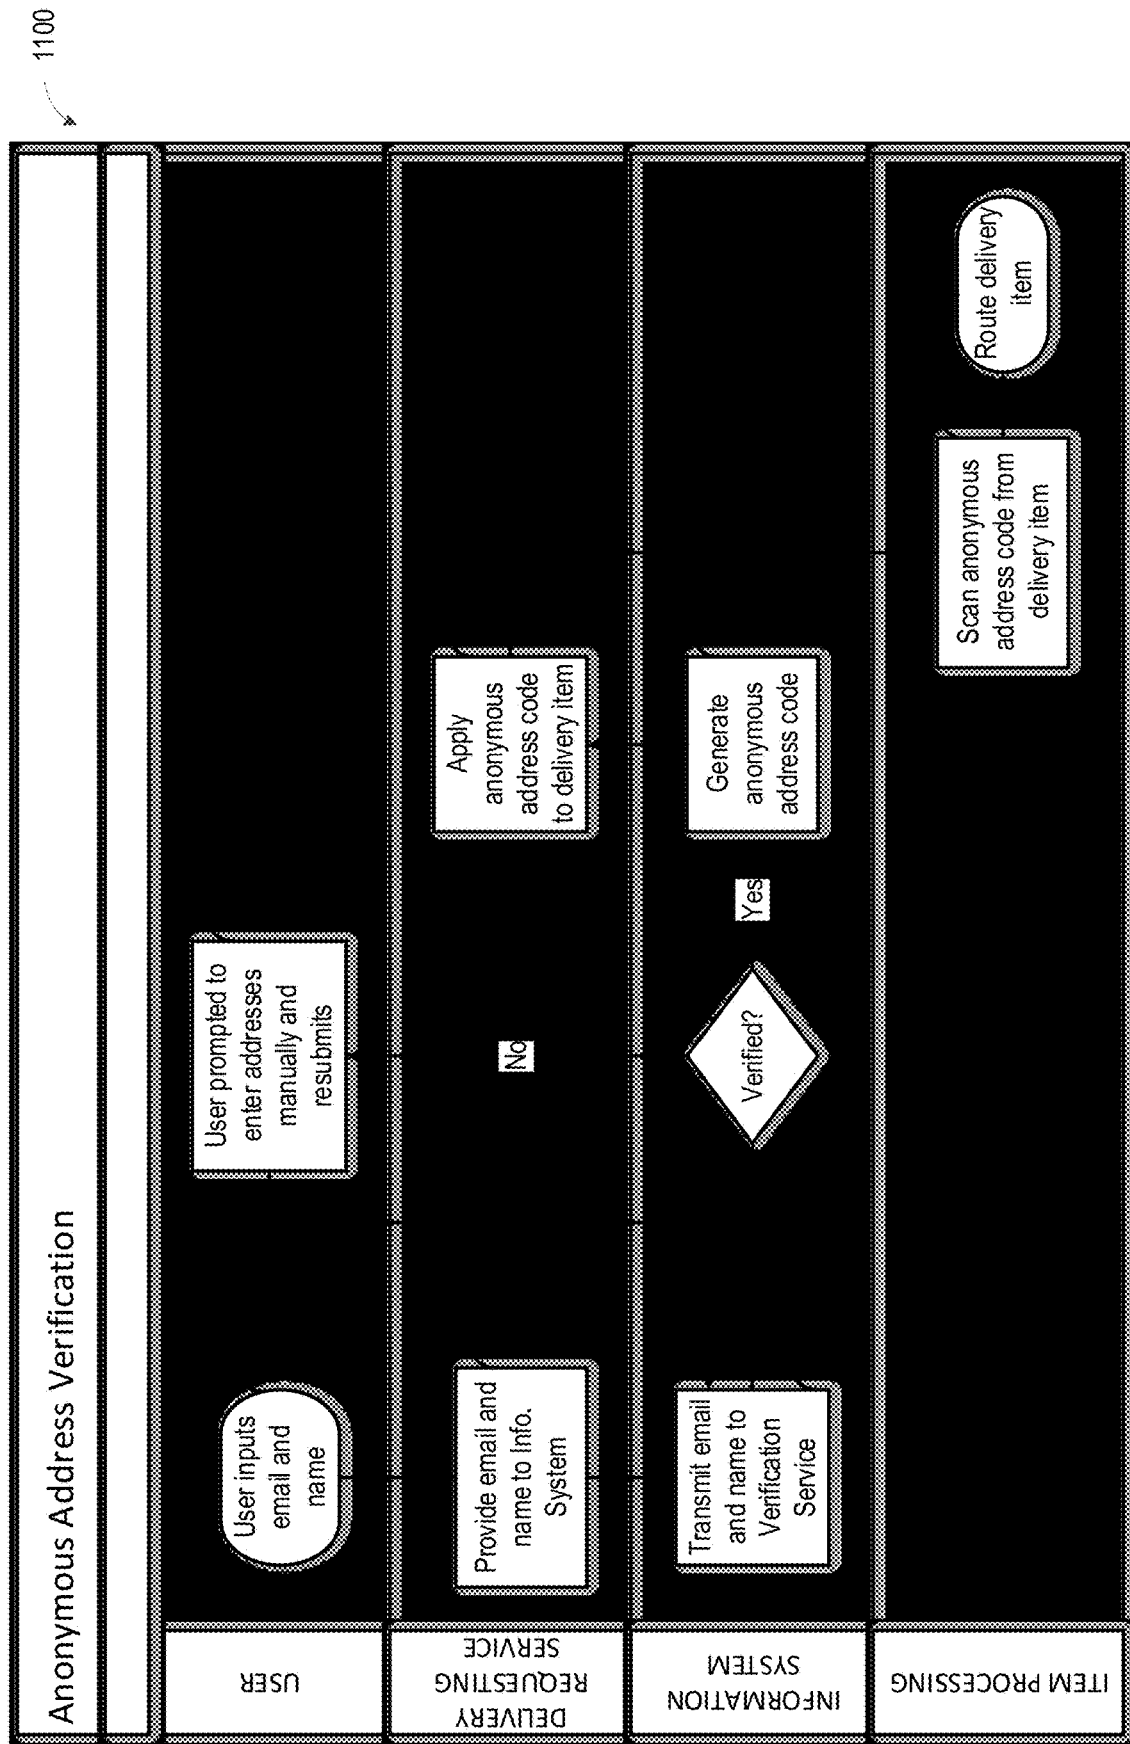 1100
Anonymous Address Verification
USER
User inputs
email and
name
User prompted to
enter addresses
manually and
resubmits
DELIVERY
REQUESTING
SERVICE
Provide email and
name to Info.
System
No
Apply
anonymous
address code
to delivery item
INFORMATION
SYSTEM
Transmit email
and name to
Verification
Service
Verified?
Yes
Generate
anonymous
address code
ITEM PROCESSING
Scan anonymous
address code from
delivery item
Route delivery
item